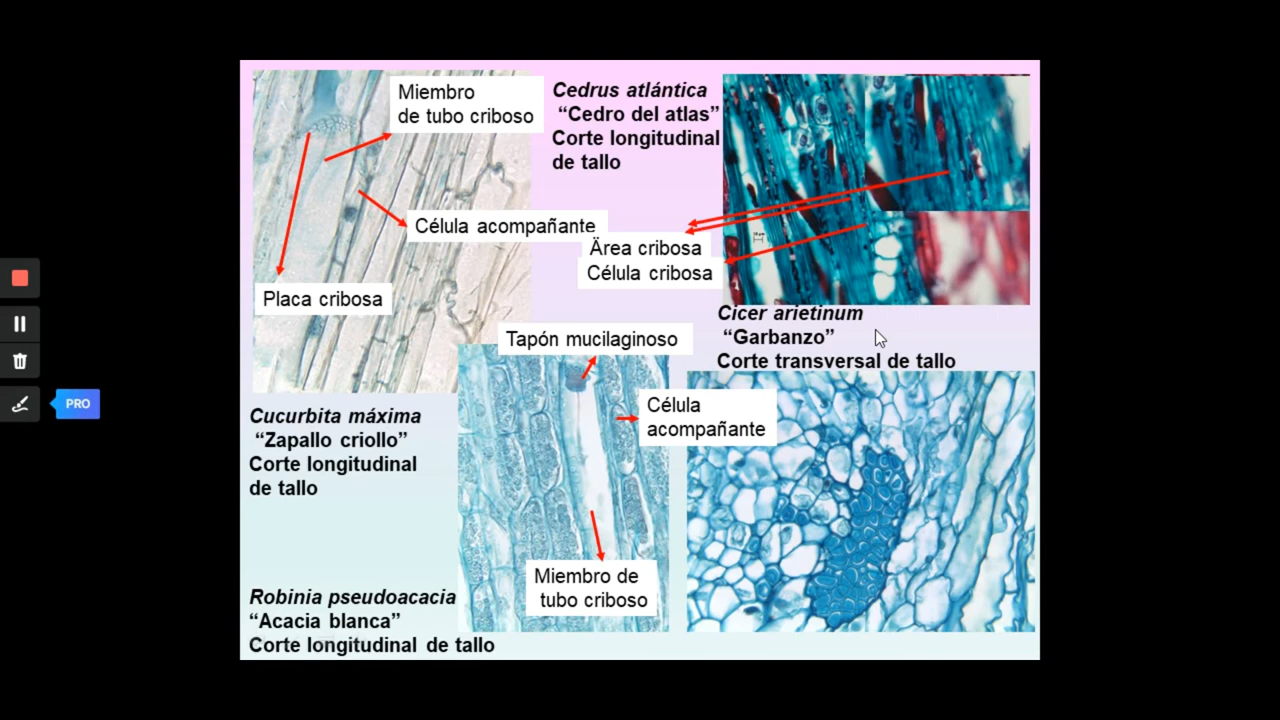 Miembro
de tubo criboso
Cedrus atlántica
“Cedro del atlas”
Corte longitudinal
de tallo
Célula acompañante
Ärea cribosa
Célula cribosa
Placa cribosa
Cicer arietinum
“Garbanzo”
Corte transversal de tallo
Tapón mucilaginoso
Célula
acompañante
PRO
Cucurbita máxima
“Zapallo criollo”
Corte longitudinal
de tallo
Miembro de
tubo criboso
Robinia pseudoacacia
“Acacia blanca”
Corte longitudinal de tallo